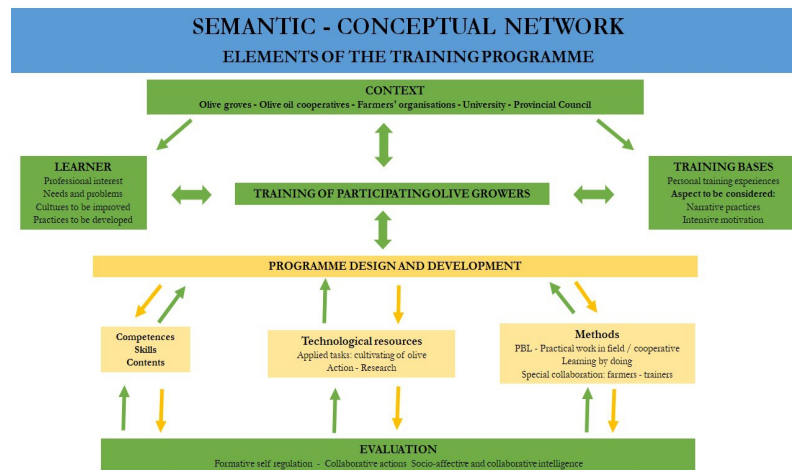 SEMANTIC - CONCEPTUAL NETWORK
ELEMENTS OF THE TRAINING PROGRAMME
CONTEXT
Olive groves - Olive oil cooperatives - Farmers' organisations - University - Provincial Council
LEARNER
Professional interest
Needs and problems
Cultures to be improved
Practices to be developed
TRAINING OF PARTICIPATING OLIVE GROWERS
TRAINING BASES
Personal training experiences
Aspect to be considered:
Narrative practices
Intensive motivation
PROGRAMME DESIGN AND DEVELOPMENT
Competences
Skills
Contents
Technological resources
Applied tasks: cultivating of olive
Action - Research
Methods
PBL - Practical work in field / cooperative
Learning by doing
Special collaboration: farmers - trainers
EVALUATION
Formative self regulation - Collaborative actions Socio-affective and collaborative intelligence